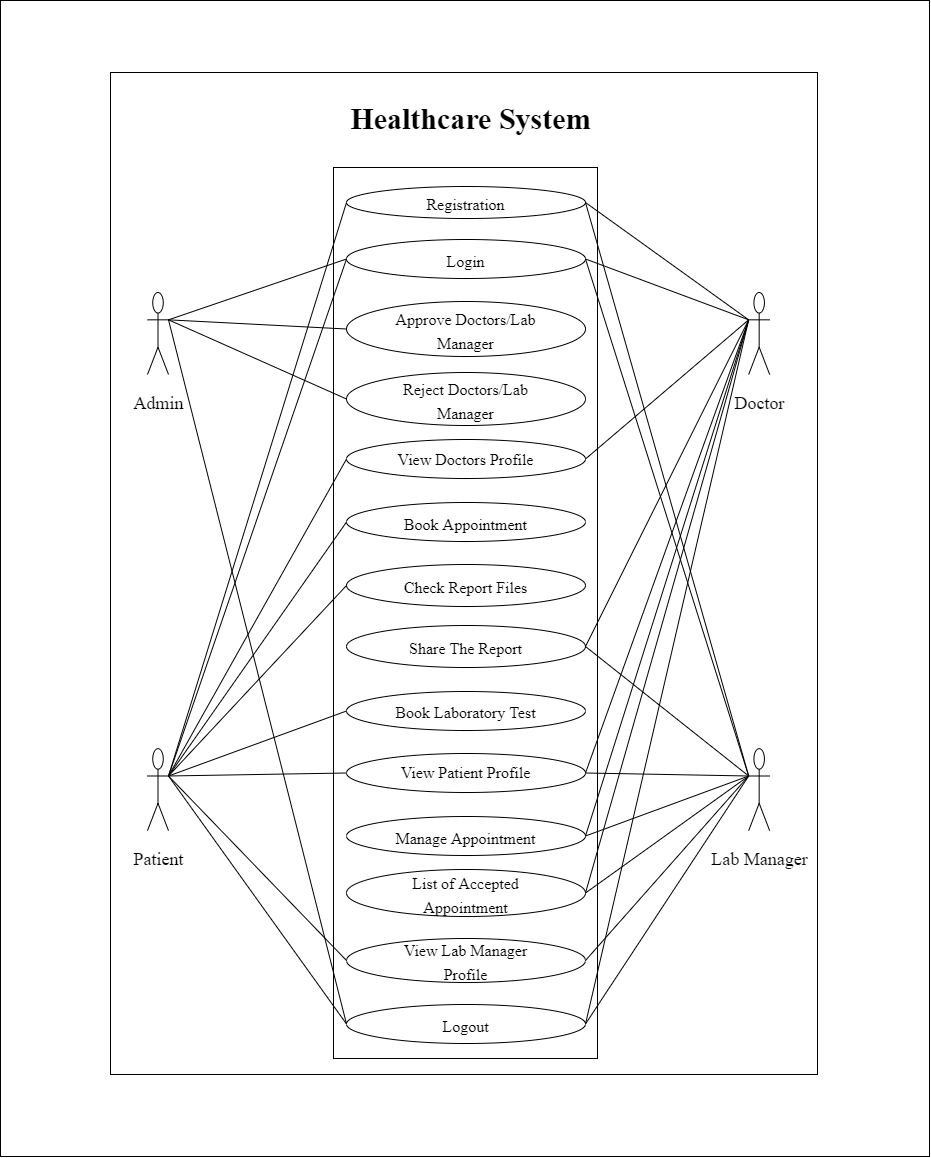 Healthcare System
Registration
Login
Approve Doctors/Lab
Manager
Reject Doctors/Lab
Manager
Admin
Doctor
View Doctors Profile
Book Appointment
Check Report Files
Share The Report
Book Laboratory Test
View Patient Profile
Manage Appointment
Patient
Lab Manager
List of Accepted
Appointment
View Lab Manager
Profile
Logout